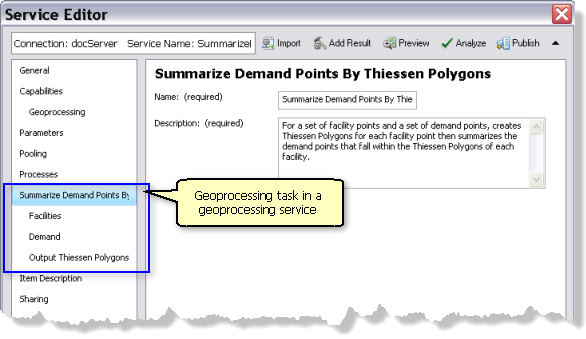 Service Editor
Connection: docServer Service Name: Summarizel
Import
Add Result
Preview
Analyze
Publish
General
Capabilities
Geoprocessing
Parameters
Pooling
Processes
Summarize Demand Points By
Facilities
Demand
Output Thiessen Polygons
Item Description
Sharing
Summarize Demand Points By Thiessen Polygons
Name: (required)
Summarize Demand Points By Thie
Description: (required)
For a set of facility points and a set of demand points, creates
Thiessen Polygons for each facility point then summarizes the
demand points that fall within the Thiessen Polygons of each
facility.
Geoprocessing task in a
geoprocessing service